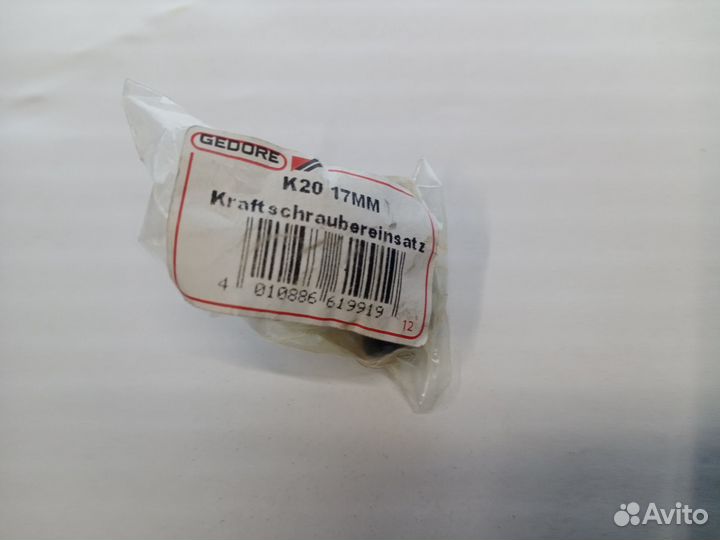 GEDORE
K20 17MM
Kraftschraubereinsatz
4 010886 619919
12
Avito